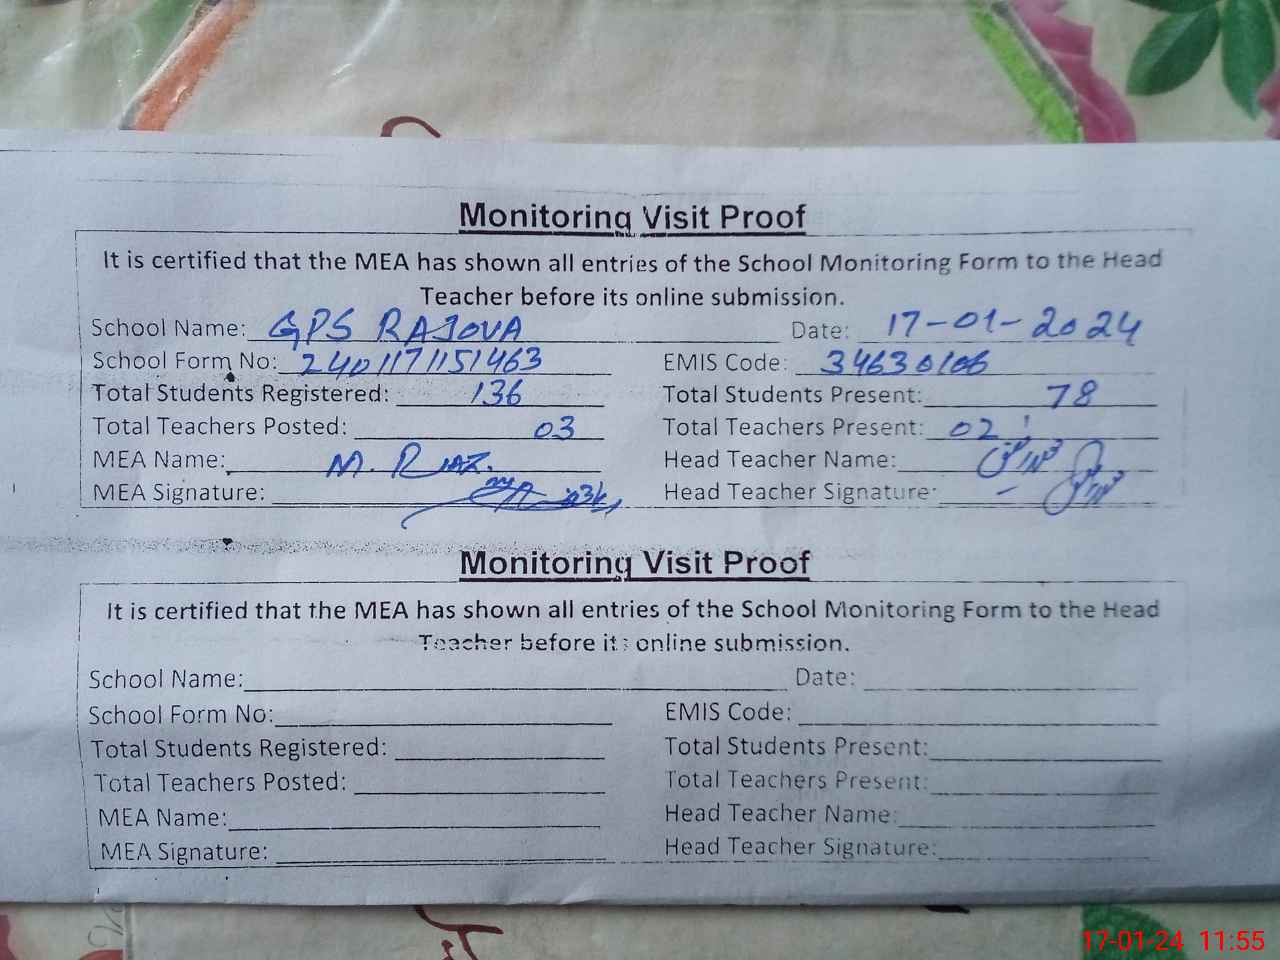 Monitoring Visit Proof
It is certified that the MEA has shown all entries of the School Monitoring Form to the Head
Teacher before its online submission.
School Name: GPS RAJOVA Date: 17-01-2024
School Form No: 2401171151463 EMIS Code: 34630106
Total Students Registered: 136 Total Students Present: 78
Total Teachers Posted: 03 Total Teachers Present: 02
MEA Name: M. Riaz. Head Teacher Name:
MEA Signature: Head Teacher Signature:
Monitoring Visit Proof
It is certified that the MEA has shown all entries of the School Monitoring Form to the Head
Teacher before its online submission.
School Name: Date:
School Form No: EMIS Code:
Total Students Registered: Total Students Present:
Total Teachers Posted: Total Teachers Present:
MEA Name: Head Teacher Name:
MEA Signature: Head Teacher Signature:
17-01-24 11:55